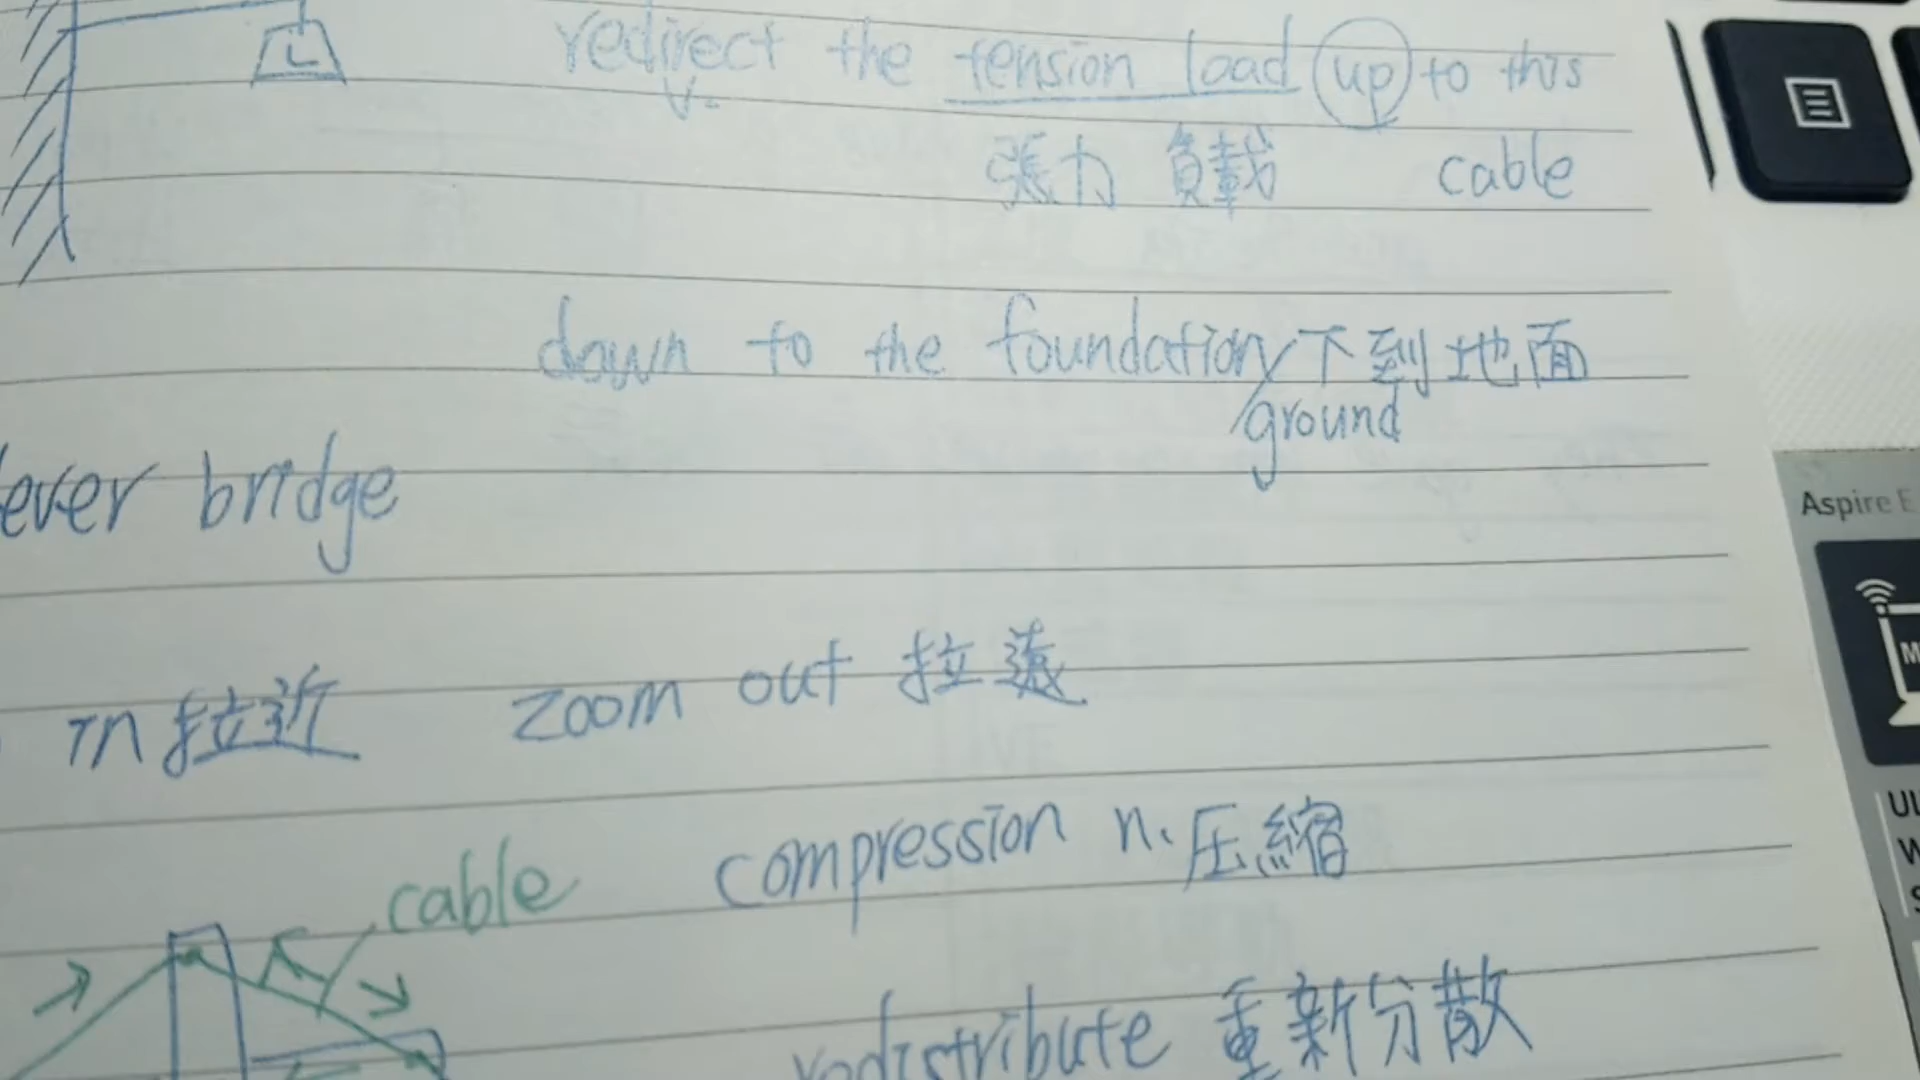 L
redirect the tension load up to this
v.
張力 負載 cable
down to the foundation/下到地面
ground
ever bridge
in 拉近 zoom out 拉遠
compression n. 压縮
cable
redistribute 重新分散
Aspire E